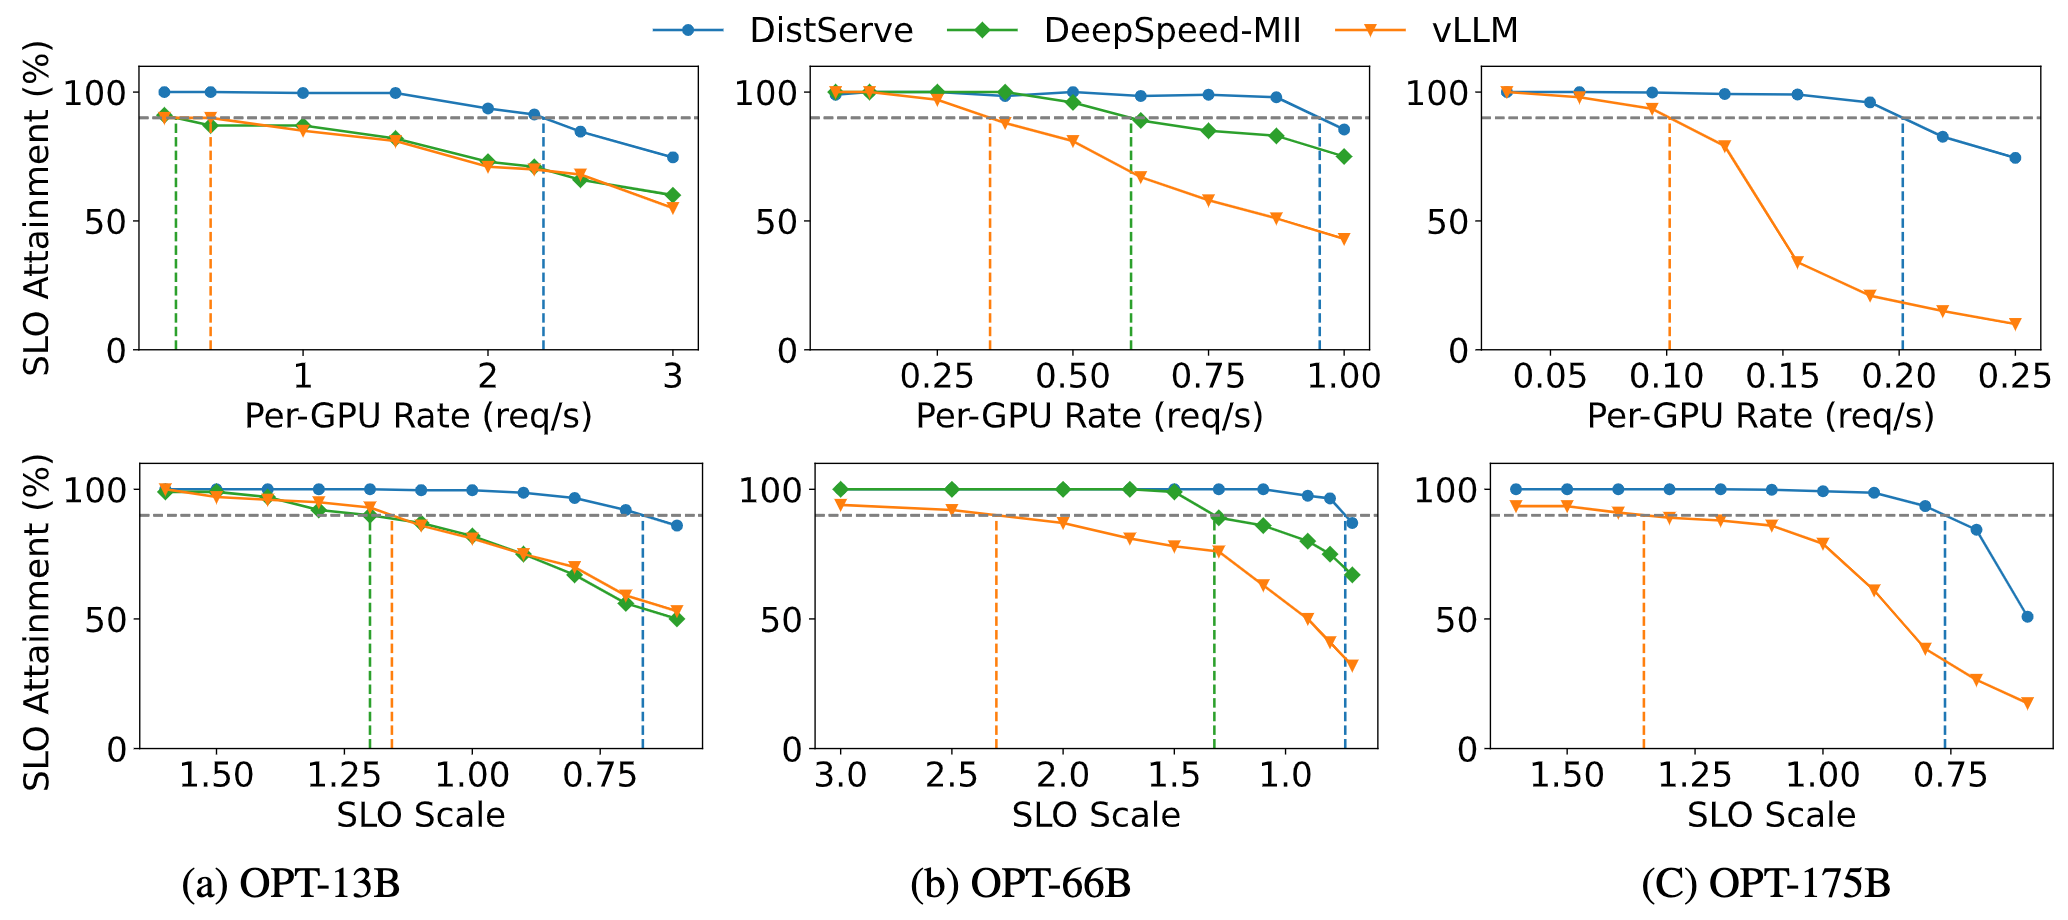 DistServe DeepSpeed-MII vLLM
SLO Attainment (%)
100
50
0
1 2 3
Per-GPU Rate (req/s)
100
50
0
0.25 0.50 0.75 1.00
Per-GPU Rate (req/s)
100
50
0
0.05 0.10 0.15 0.20 0.25
Per-GPU Rate (req/s)
SLO Attainment (%)
100
50
0
1.50 1.25 1.00 0.75
SLO Scale
100
50
0
3.0 2.5 2.0 1.5 1.0
SLO Scale
100
50
0
1.50 1.25 1.00 0.75
SLO Scale
(a) OPT-13B
(b) OPT-66B
(C) OPT-175B